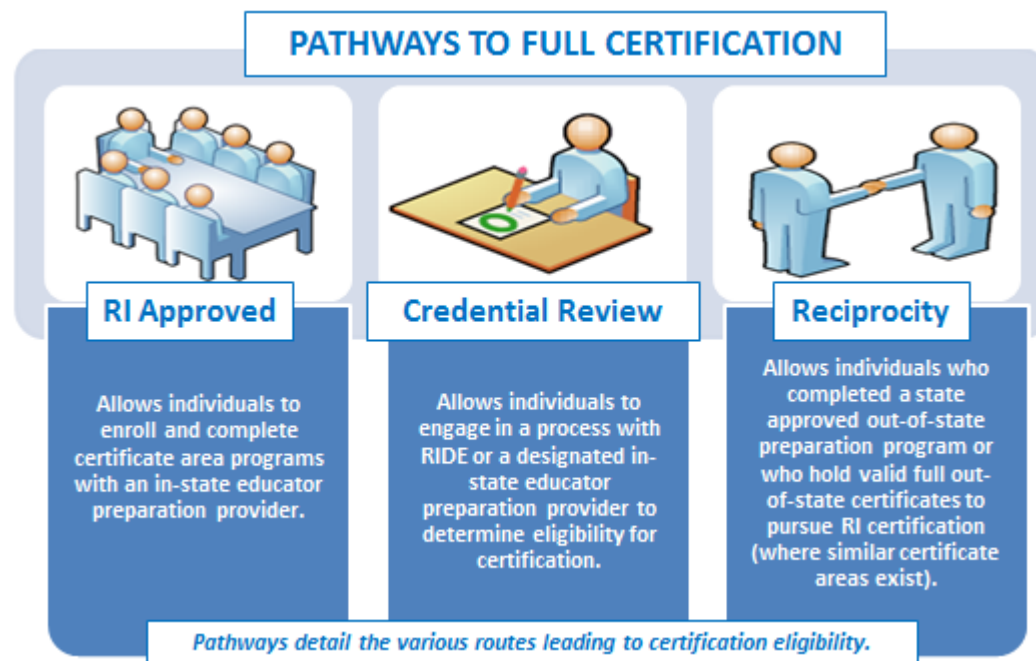 PATHWAYS TO FULL CERTIFICATION
RI Approved
Allows individuals to
enroll and complete
certificate area programs
with an in-state educator
preparation provider.
Credential Review
Allows individuals to
engage in a process with
RIDE or a designated in-
state educator
preparation provider to
determine eligibility for
certification.
Reciprocity
Allows individuals who
completed a state
approved out-of-state
preparation program or
who hold valid full out-
of-state certificates to
pursue RI certification
(where similar certificate
areas exist).
Pathways detail the various routes leading to certification eligibility.